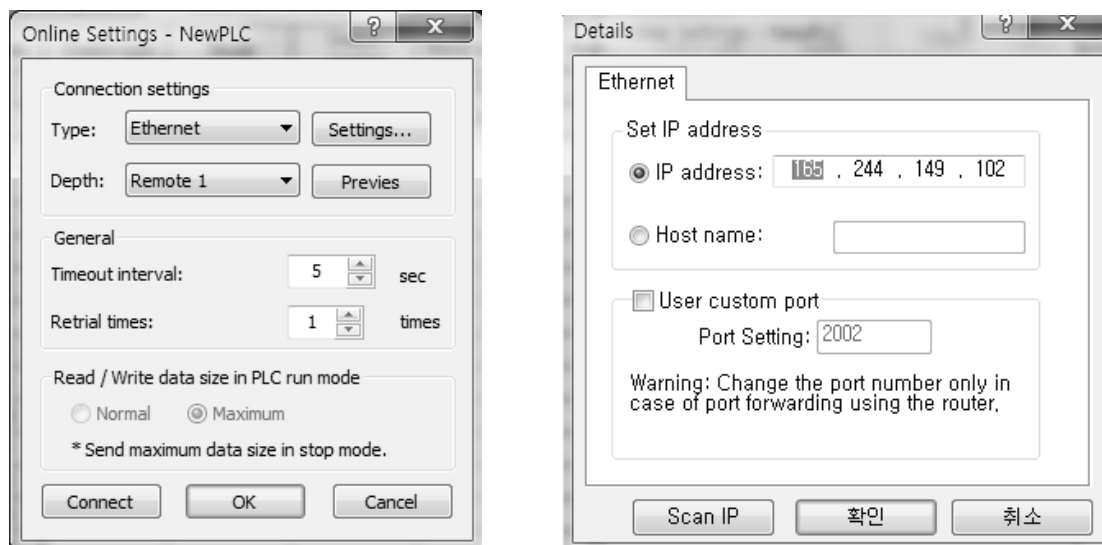 Online Settings - NewPLC
Connection settings
Type: Ethernet Settings...
Depth: Remote 1 Previes
General
Timeout interval: 5 sec
Retrial times: 1 times
Read / Write data size in PLC run mode
Normal Maximum
* Send maximum data size in stop mode.
Connect OK Cancel
Details
Ethernet
Set IP address
IP address: 165 . 244 . 149 . 102
Host name:
User custom port
Port Setting: 2002
Warning: Change the port number only in
case of port forwarding using the router,
Scan IP 확인 취소